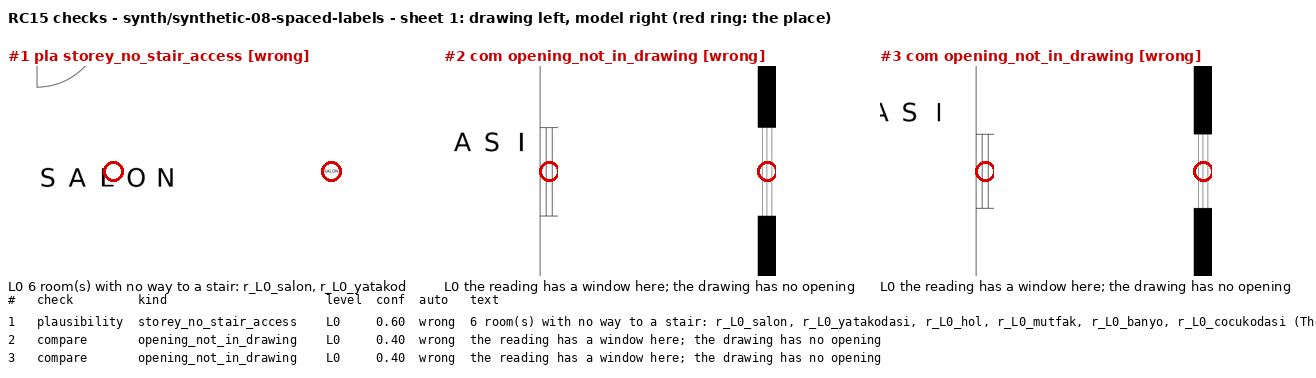 RC15 checks - synth/synthetic-08-spaced-labels - sheet 1: drawing left, model right (red ring: the place)
#1 pla storey_no_stair_access [wrong]
#2 com opening_not_in_drawing [wrong]
#3 com opening_not_in_drawing [wrong]
S A L O N
SALON
A S I
A S I
L0 6 room(s) with no way to a stair: r_L0_salon, r_L0_yatakod
L0 the reading has a window here; the drawing has no opening
L0 the reading has a window here; the drawing has no opening
# check kind level conf auto text
1 plausibility storey_no_stair_access L0 0.60 wrong 6 room(s) with no way to a stair: r_L0_salon, r_L0_yatakodasi, r_L0_hol, r_L0_mutfak, r_L0_banyo, r_L0_cocukodasi (Th
2 compare opening_not_in_drawing L0 0.40 wrong the reading has a window here; the drawing has no opening
3 compare opening_not_in_drawing L0 0.40 wrong the reading has a window here; the drawing has no opening